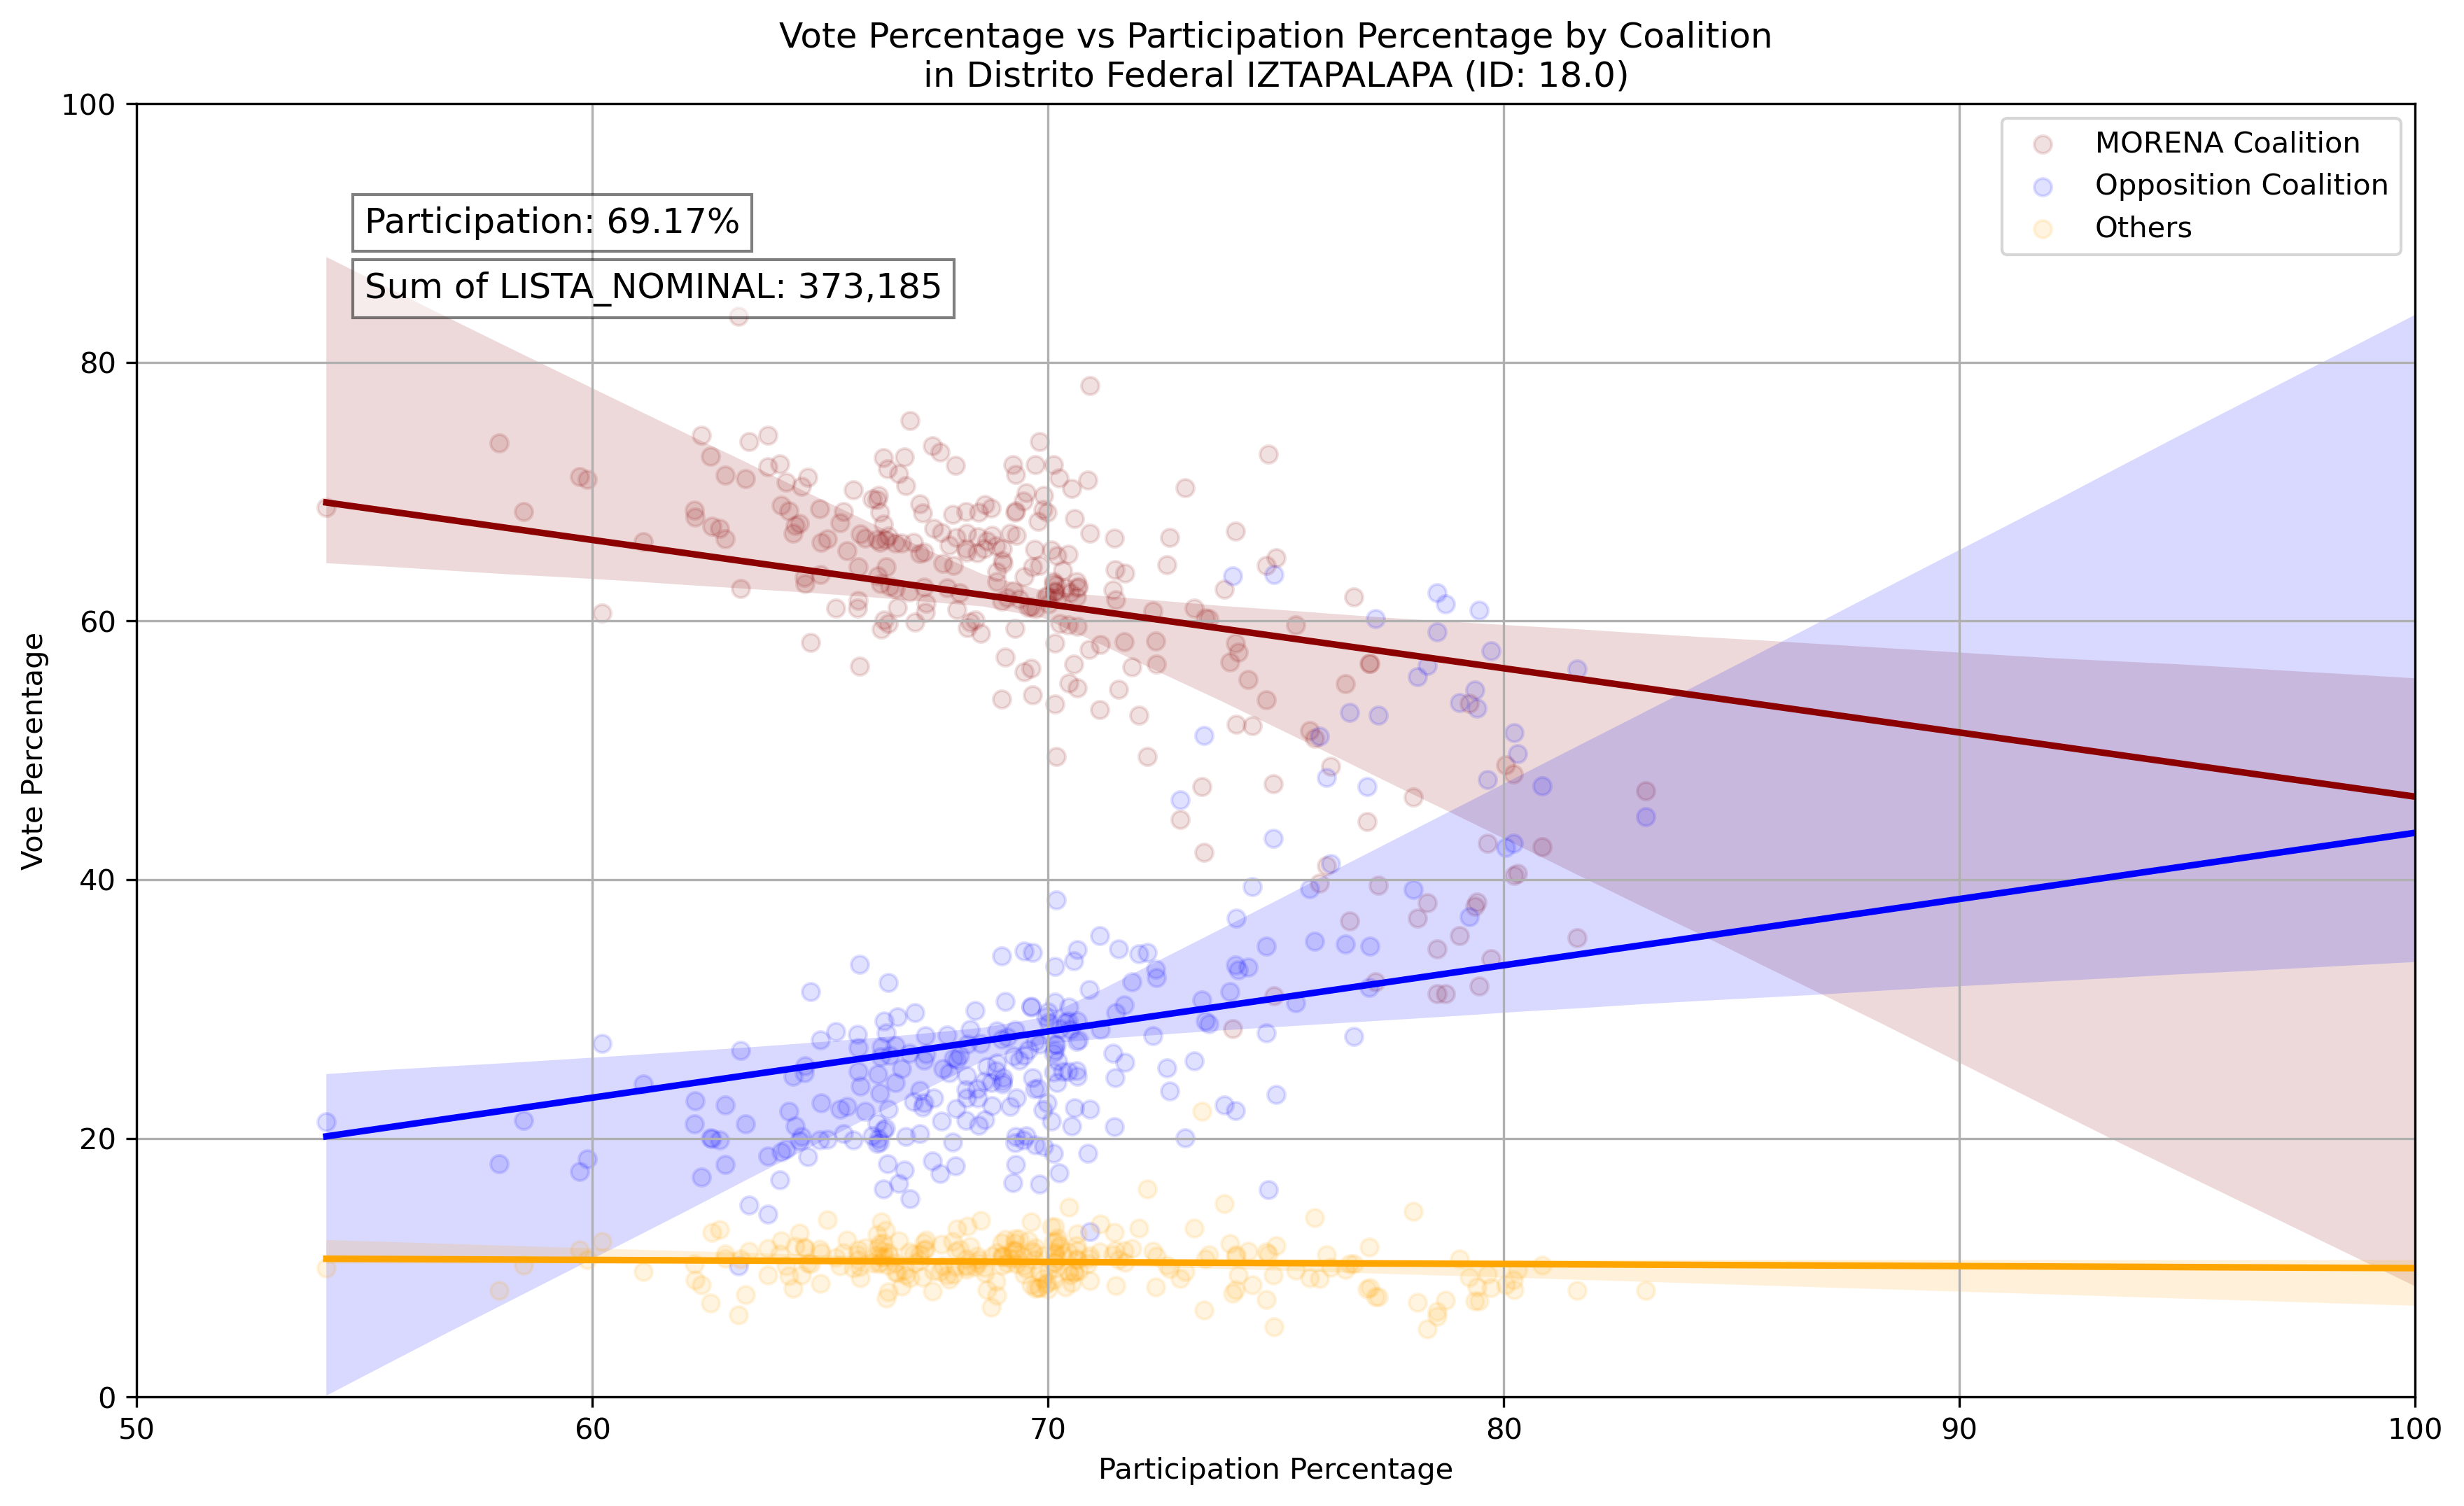 Vote Percentage vs Participation Percentage by Coalition
in Distrito Federal IZTAPALAPA (ID: 18.0)
100
80
60
40
20
0
Vote Percentage
Participation: 69.17%
Sum of LISTA_NOMINAL: 373,185
MORENA Coalition
Opposition Coalition
Others
50
60
70
80
90
100
Participation Percentage